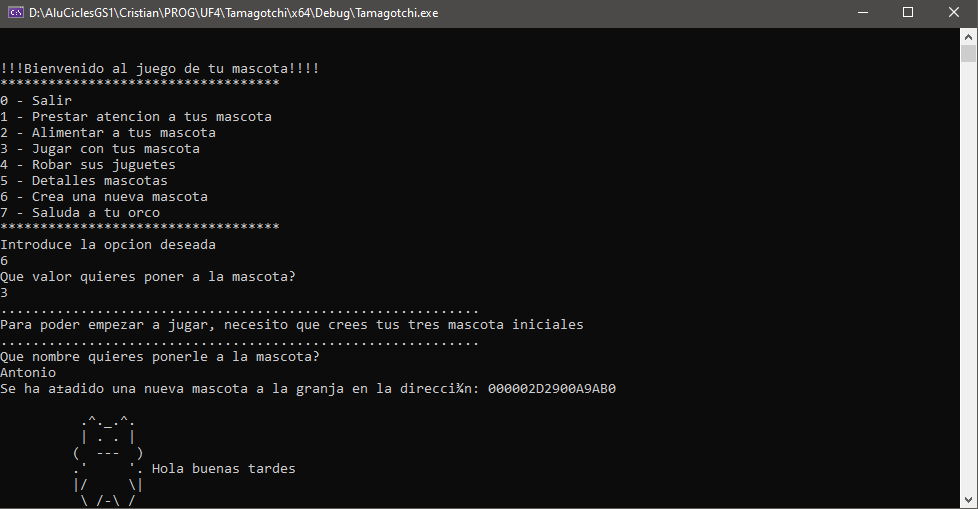 D:\AluCiclesGS1\Cristian\PROG\UF4\Tamagotchi\x64\Debug\Tamagotchi.exe
!!!Bienvenido al juego de tu mascota!!!!
***********************************
0 - Salir
1 - Prestar atencion a tus mascota
2 - Alimentar a tus mascota
3 - Jugar con tus mascota
4 - Robar sus juguetes
5 - Detalles mascotas
6 - Crea una nueva mascota
7 - Saluda a tu orco
***********************************
Introduce la opcion deseada
6
Que valor quieres poner a la mascota?
3
............................................................
Para poder empezar a jugar, necesito que crees tus tres mascota iniciales
............................................................
Que nombre quieres ponerle a la mascota?
Antonio
Se ha a±adido una nueva mascota a la granja en la direcci¾n: 000002D2900A9AB0
          .^._.^.
          | . . |
         (  ---  )
         .'     '. Hola buenas tardes
         |/     \|
          \ /-\ /